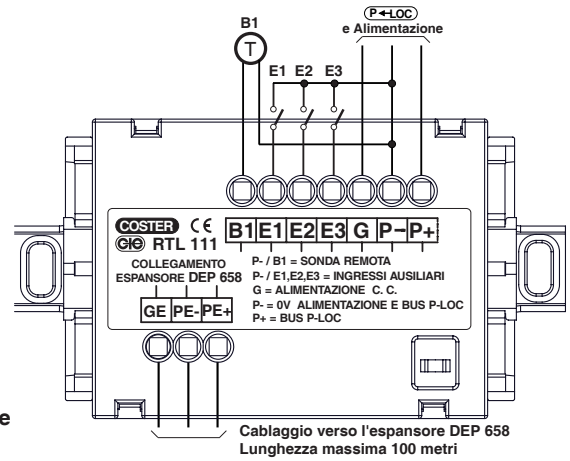 P←LOC
e Alimentazione
B1
T
E1 E2 E3
COSTER CE
GIE RTL 111
B1 E1 E2 E3 G P- P+
COLLEGAMENTO
ESPANSORE DEP 658
GE PE- PE+
P- / B1 = SONDA REMOTA
P- / E1,E2,E3 = INGRESSI AUSILIARI
G = ALIMENTAZIONE C. C.
P- = 0V ALIMENTAZIONE E BUS P-LOC
P+ = BUS P-LOC
e
Cablaggio verso l'espansore DEP 658
Lunghezza massima 100 metri